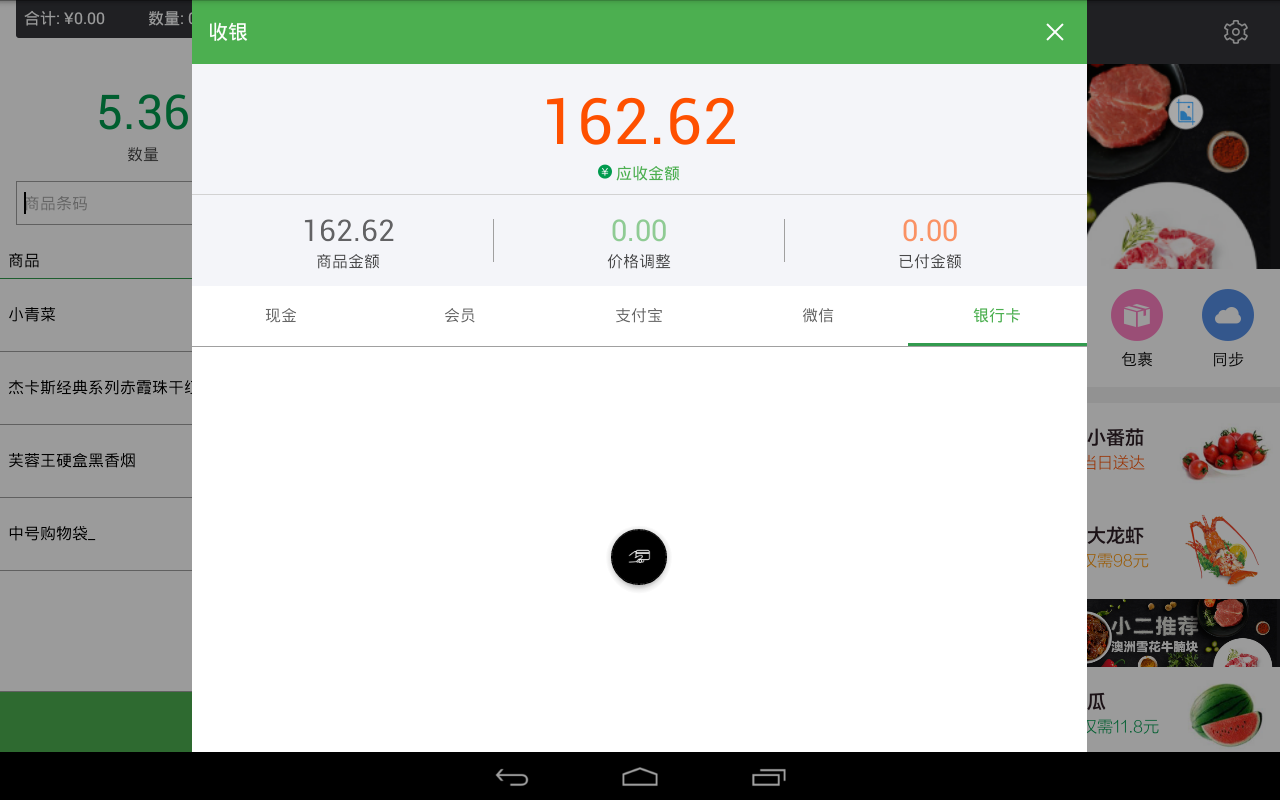 合计: ¥0.00 数量:
收银
5.36
数量
商品条码
商品
小青菜
杰卡斯经典系列赤霞珠干
芙蓉王硬盒黑香烟
中号购物袋_
162.62
¥ 应收金额
162.62 0.00 0.00
商品金额 价格调整 已付金额
现金 会员 支付宝 微信 银行卡
包裹 同步
小番茄
当日送达
大龙虾
仅需98元
小二推荐
澳洲雪花牛腩块
瓜
仅需11.8元